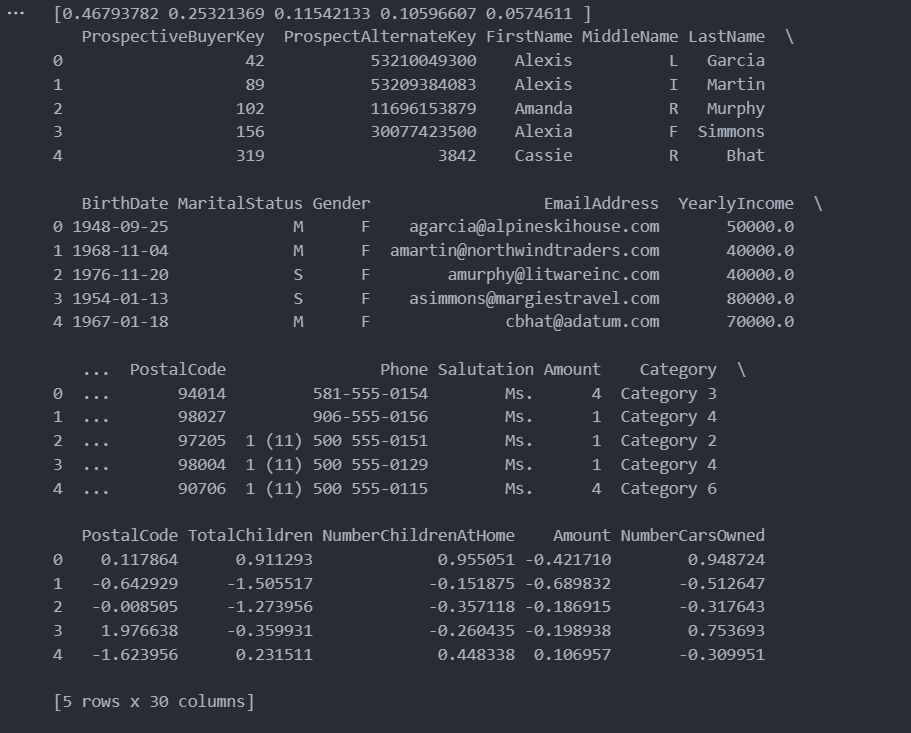 ... [0.46793782 0.25321369 0.11542133 0.10596607 0.0574611 ]
ProspectiveBuyerKey ProspectAlternateKey FirstName MiddleName LastName \
0 42 53210049300 Alexis L Garcia
1 89 53209384083 Alexis I Martin
2 102 11696153879 Amanda R Murphy
3 156 30077423500 Alexia F Simmons
4 319 3842 Cassie R Bhat
BirthDate MaritalStatus Gender EmailAddress YearlyIncome \
0 1948-09-25 M F agarcia@alpineskihouse.com 50000.0
1 1968-11-04 M F amartin@northwindtraders.com 40000.0
2 1976-11-20 S F amurphy@litwareinc.com 40000.0
3 1954-01-13 S F asimmons@margiestravel.com 80000.0
4 1967-01-18 M F cbhat@adatum.com 70000.0
... PostalCode Phone Salutation Amount Category \
0 ... 94014 581-555-0154 Ms. 4 Category 3
1 ... 98027 906-555-0156 Ms. 1 Category 4
2 ... 97205 1 (11) 500 555-0151 Ms. 1 Category 2
3 ... 98004 1 (11) 500 555-0129 Ms. 1 Category 4
4 ... 90706 1 (11) 500 555-0115 Ms. 4 Category 6
PostalCode TotalChildren NumberChildrenAtHome Amount NumberCarsOwned
0 0.117864 0.911293 0.955051 -0.421710 0.948724
1 -0.642929 -1.505517 -0.151875 -0.689832 -0.512647
2 -0.008505 -1.273956 -0.357118 -0.186915 -0.317643
3 1.976638 -0.359931 -0.260435 -0.198938 0.753693
4 -1.623956 0.231511 0.448338 0.106957 -0.309951
[5 rows x 30 columns]